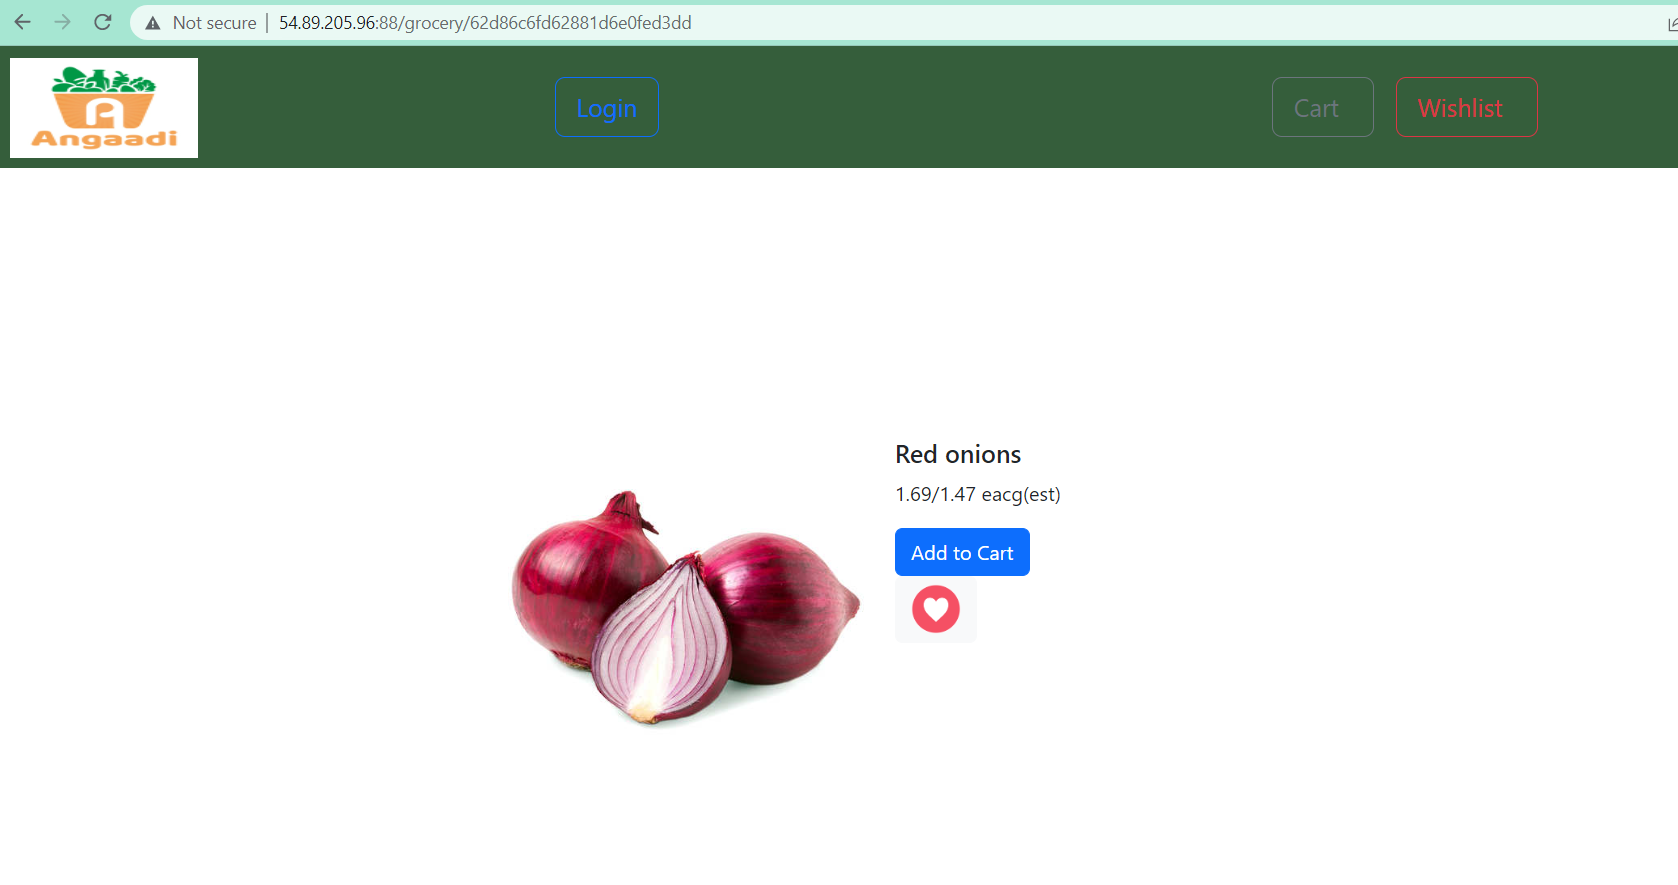 Not secure | 54.89.205.96:88/grocery/62d86c6fd62881d6e0fed3dd
Angaadi
Login
Cart
Wishlist
Red onions
1.69/1.47 eacg(est)
Add to Cart